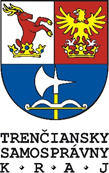 TRENČIANSKY
SAMOSPRÁVNY
K • R • A • J